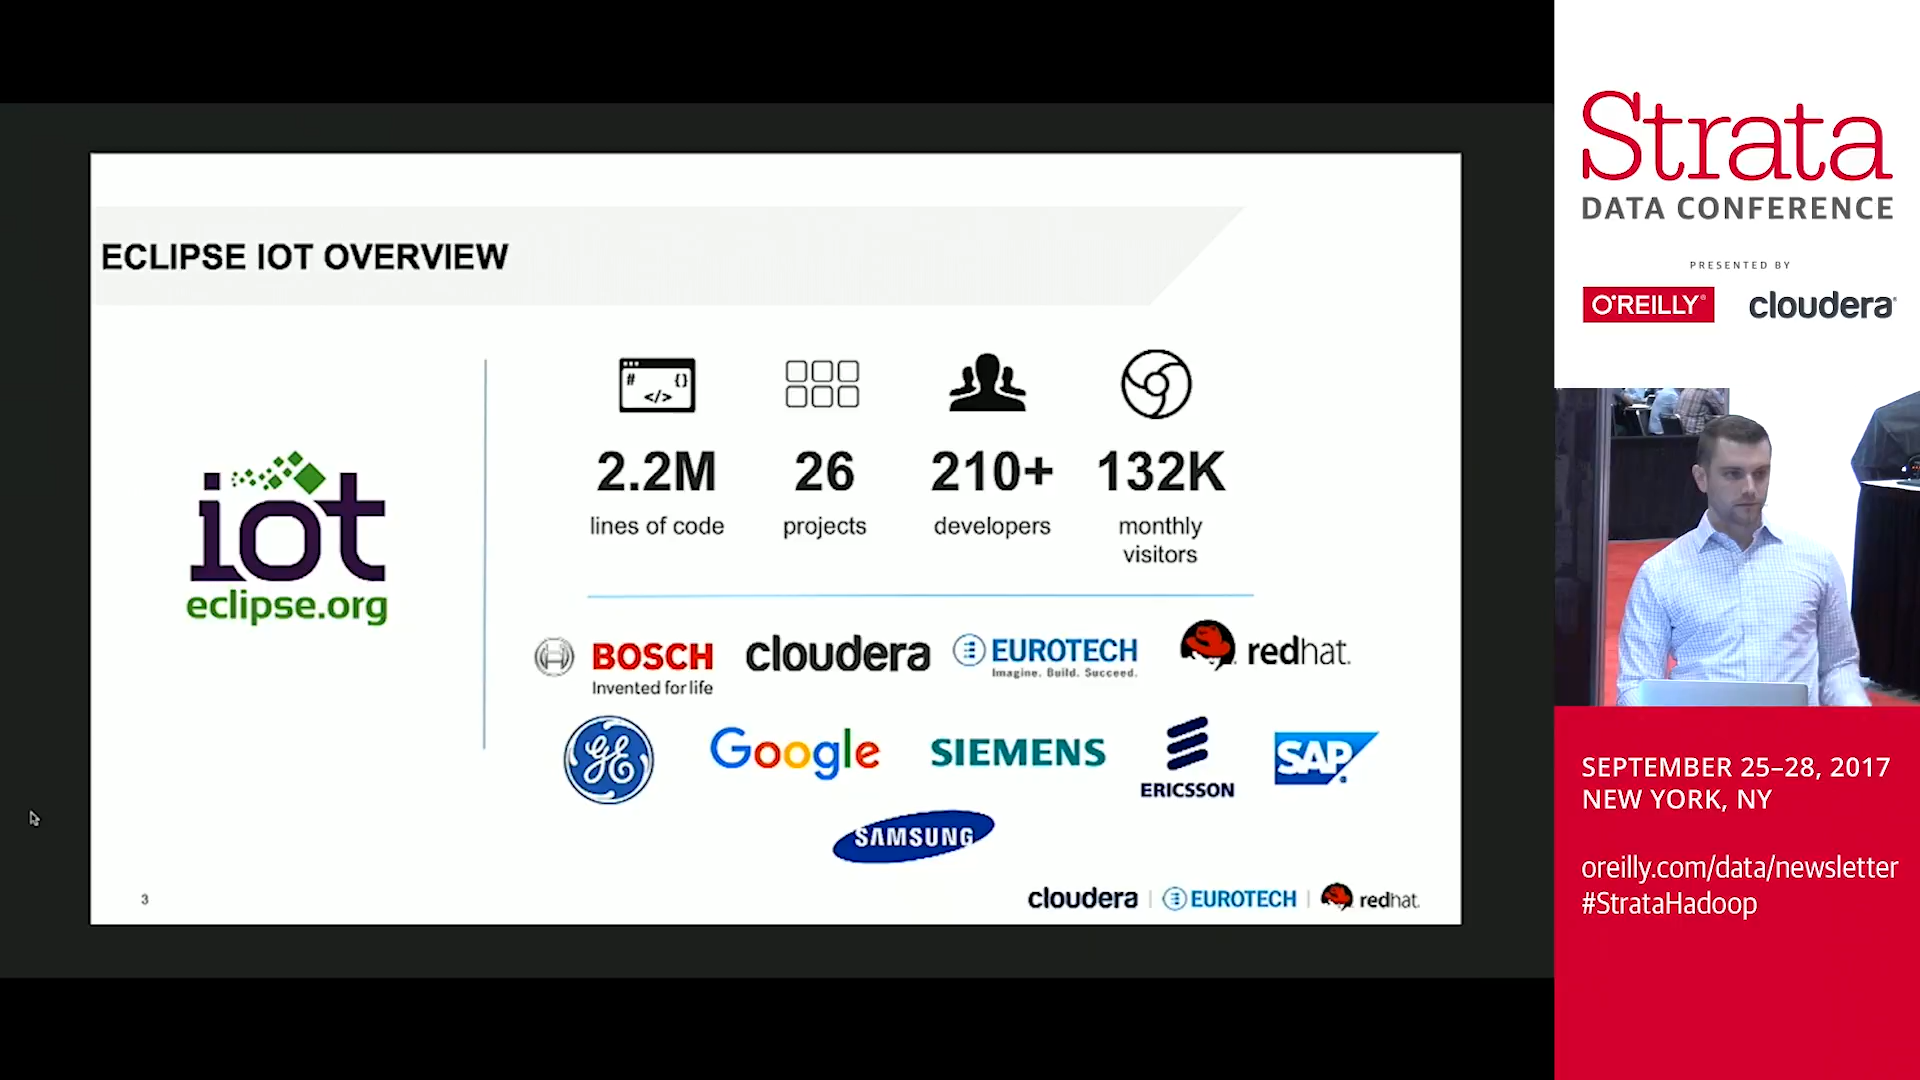 ECLIPSE IOT OVERVIEW
iot
eclipse.org
# {}
</>
2.2M
lines of code
26
projects
210+
developers
132K
monthly
visitors
BOSCH
Invented for life
cloudera
EUROTECH
Imagine. Build. Succeed.
redhat.
GE
Google
SIEMENS
ERICSSON
SAP
SAMSUNG
3
cloudera | EUROTECH | redhat.
Strata
DATA CONFERENCE
PRESENTED BY
O'REILLY®
cloudera®
SEPTEMBER 25–28, 2017
NEW YORK, NY
oreilly.com/data/newsletter
#StrataHadoop